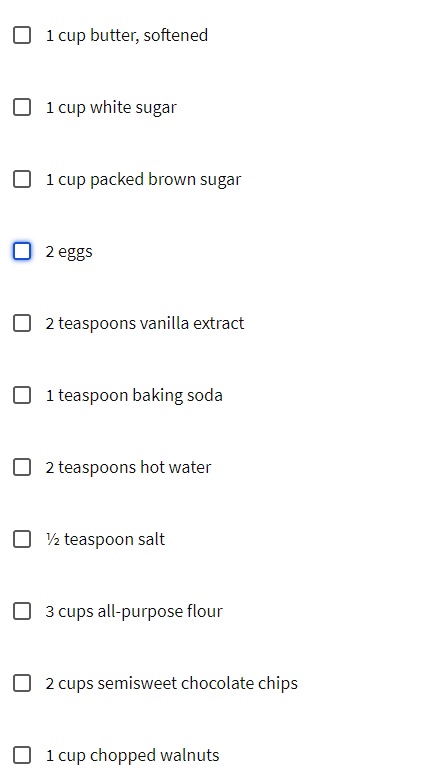 1 cup butter, softened
1 cup white sugar
1 cup packed brown sugar
2 eggs
2 teaspoons vanilla extract
1 teaspoon baking soda
2 teaspoons hot water
½ teaspoon salt
3 cups all-purpose flour
2 cups semisweet chocolate chips
1 cup chopped walnuts